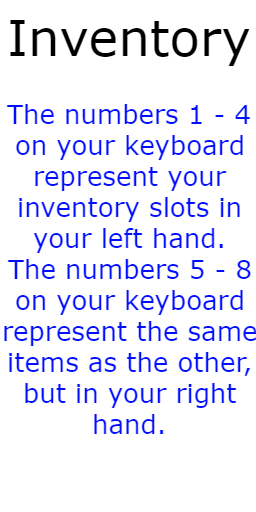 Inventory
The numbers 1 - 4
on your keyboard
represent your
inventory slots in
your left hand.
The numbers 5 - 8
on your keyboard
represent the same
items as the other,
but in your right
hand.